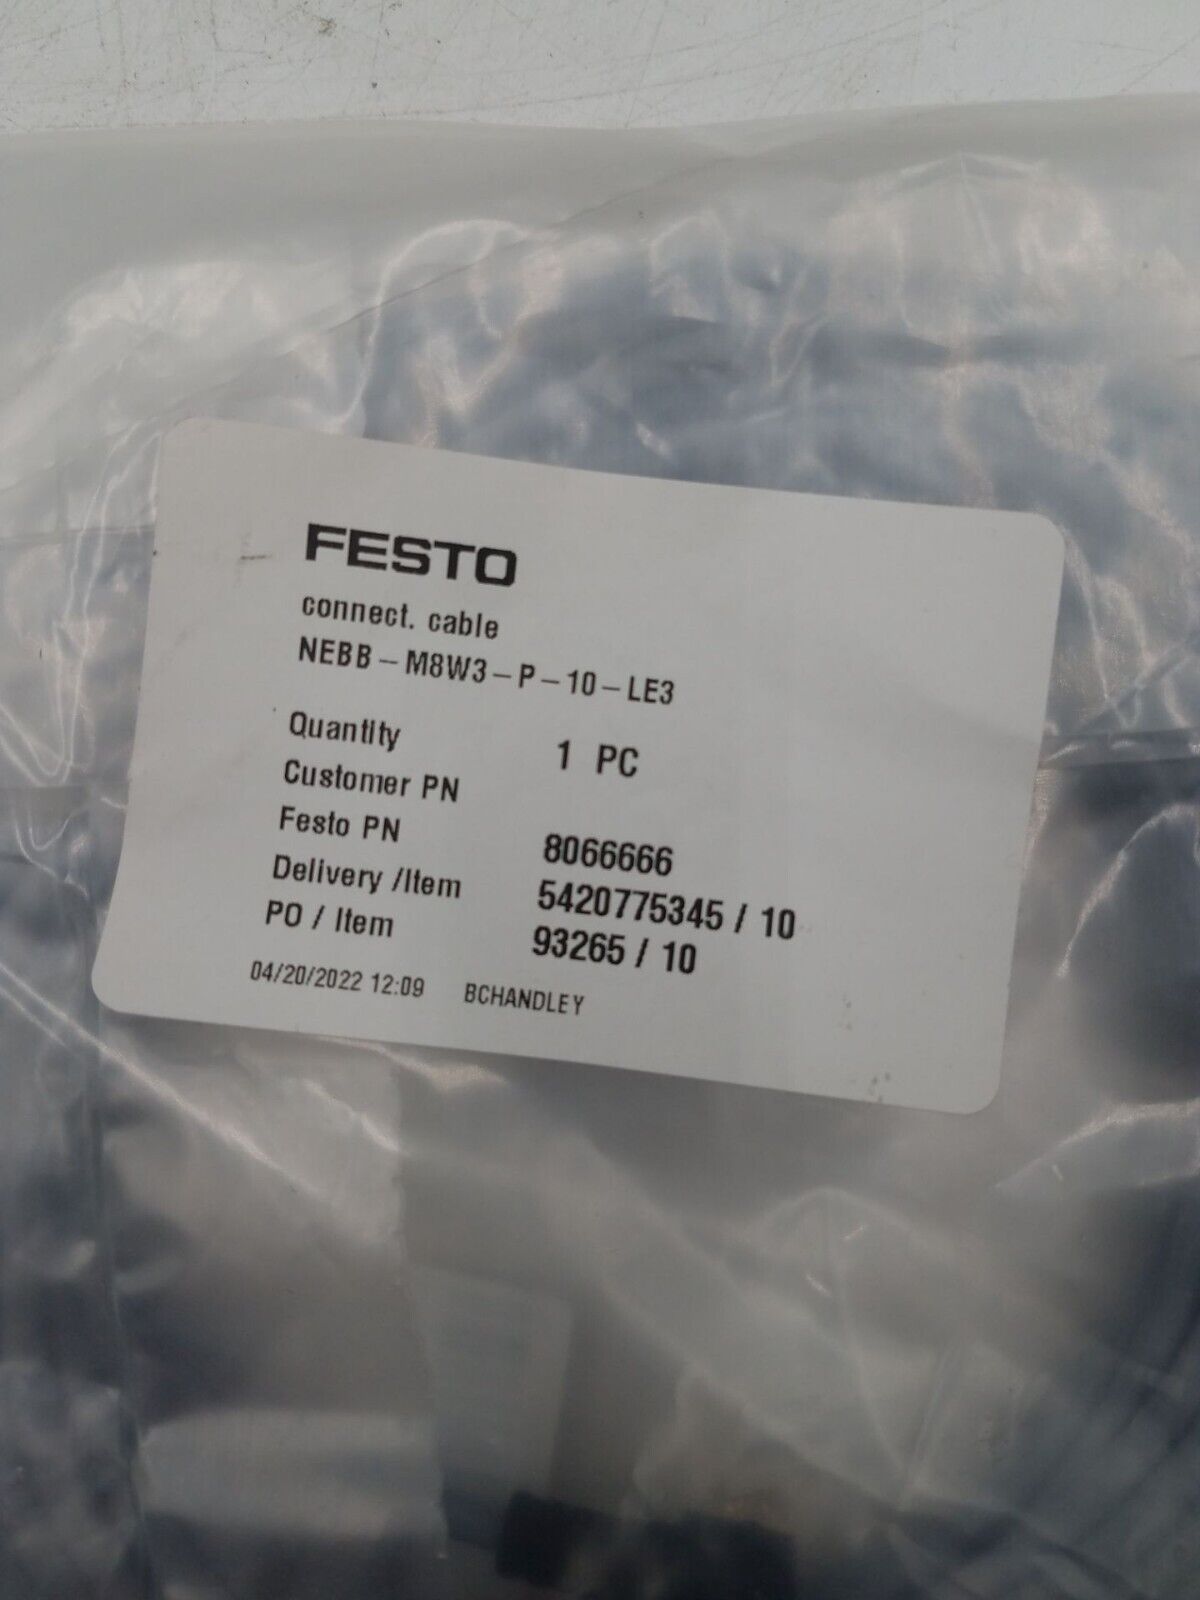 FESTO
connect. cable
NEBB-M8W3-P-10-LE3
Quantity 1 PC
Customer PN
Festo PN 8066666
Delivery /Item 5420775345 / 10
PO / Item 93265 / 10
04/20/2022 12:09 BCHANDLEY